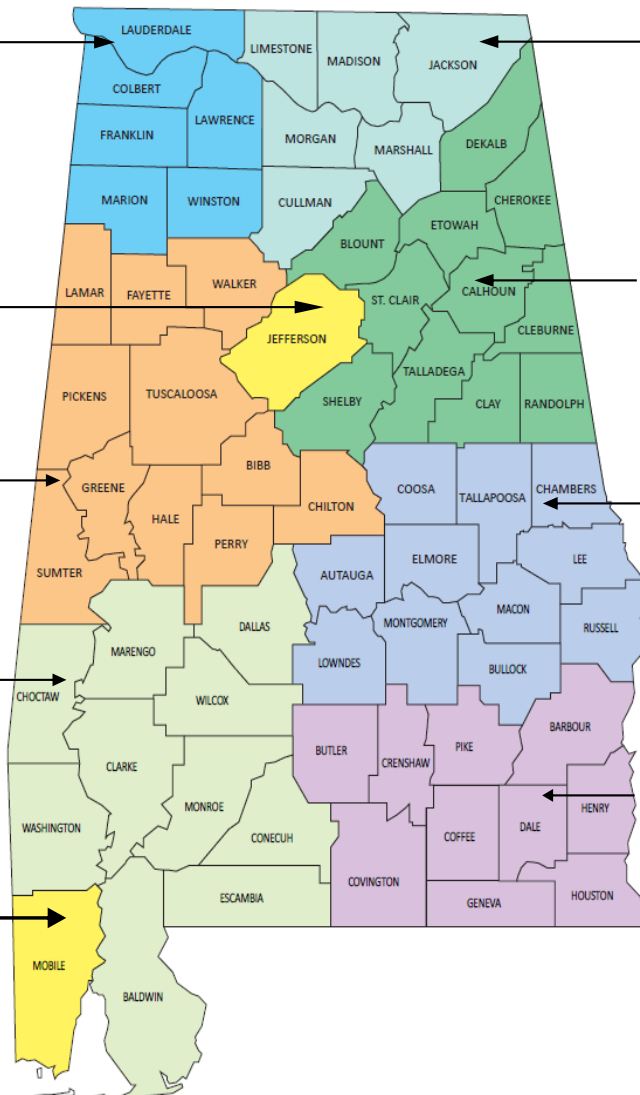 LAUDERDALE
LIMESTONE
MADISON
JACKSON
COLBERT
LAWRENCE
FRANKLIN
MORGAN
MARSHALL
DEKALB
MARION
WINSTON
CULLMAN
CHEROKEE
ETOWAH
BLOUNT
LAMAR
FAYETTE
WALKER
ST. CLAIR
CALHOUN
CLEBURNE
JEFFERSON
TALLADEGA
PICKENS
TUSCALOOSA
SHELBY
CLAY
RANDOLPH
BIBB
GREENE
COOSA
TALLAPOOSA
CHAMBERS
HALE
CHILTON
PERRY
SUMTER
AUTAUGA
ELMORE
LEE
MACON
MONTGOMERY
RUSSELL
DALLAS
MARENGO
LOWNDES
BULLOCK
CHOCTAW
WILCOX
BARBOUR
BUTLER
CRENSHAW
PIKE
CLARKE
MONROE
HENRY
WASHINGTON
CONECUH
COFFEE
DALE
COVINGTON
ESCAMBIA
GENEVA
HOUSTON
MOBILE
BALDWIN